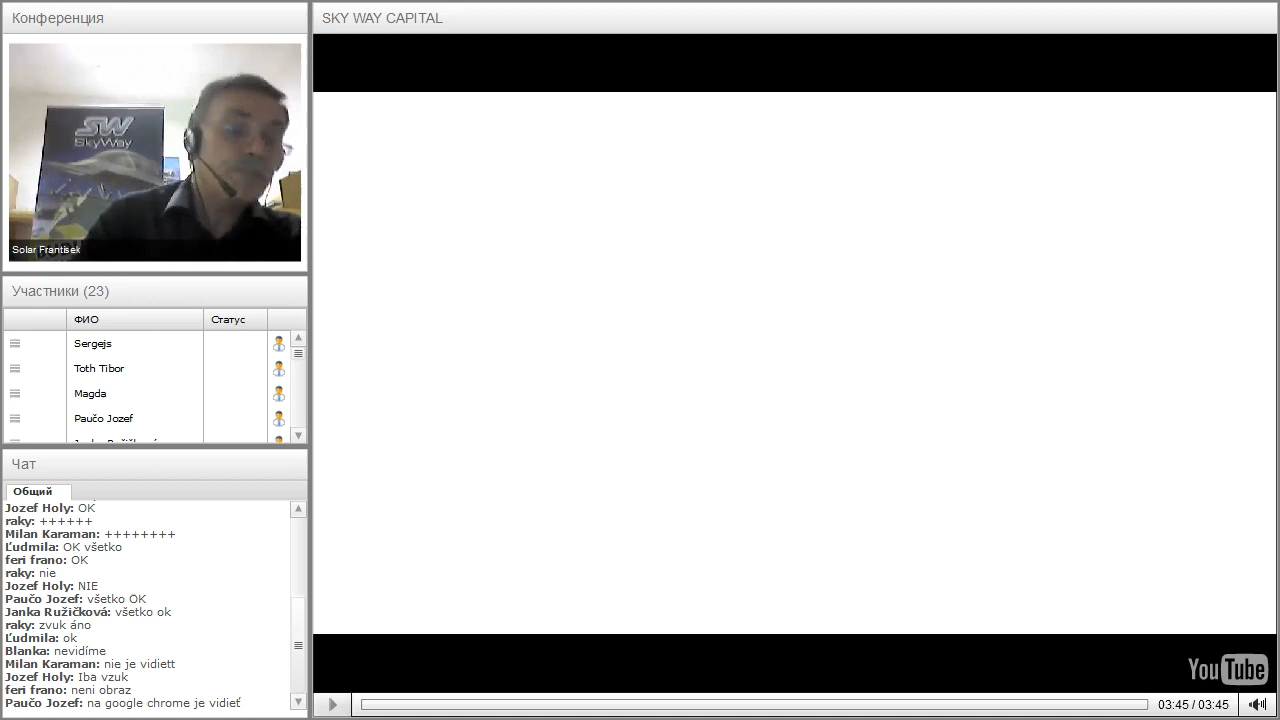 Конференция
SW
SkyWay
Solar Frantisek
Участники (23)
ФИО Статус
Sergejs
Toth Tibor
Magda
Paučo Jozef
Чат
Общий
Jozef Holy: OK
raky: ++++++
Milan Karaman: ++++++++
Ľudmila: OK všetko
feri frano: OK
raky: nie
Jozef Holy: NIE
Paučo Jozef: všetko OK
Janka Ružičková: všetko ok
raky: zvuk áno
Ľudmila: ok
Blanka: nevidíme
Milan Karaman: nie je vidiett
Jozef Holy: Iba vzuk
feri frano: neni obraz
Paučo Jozef: na google chrome je vidieť
SKY WAY CAPITAL
YouTube
03:45 / 03:45